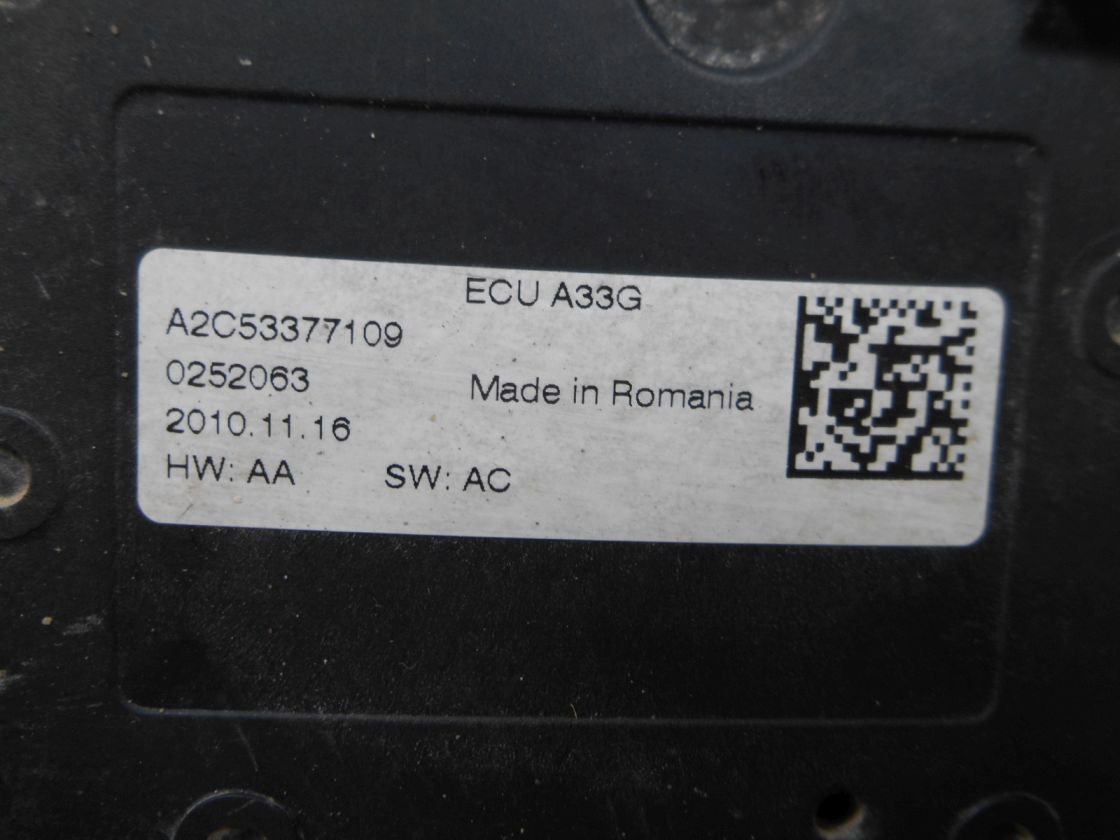 ECU A33G
A2C53377109
0252063
Made in Romania
2010.11.16
HW: AA SW: AC